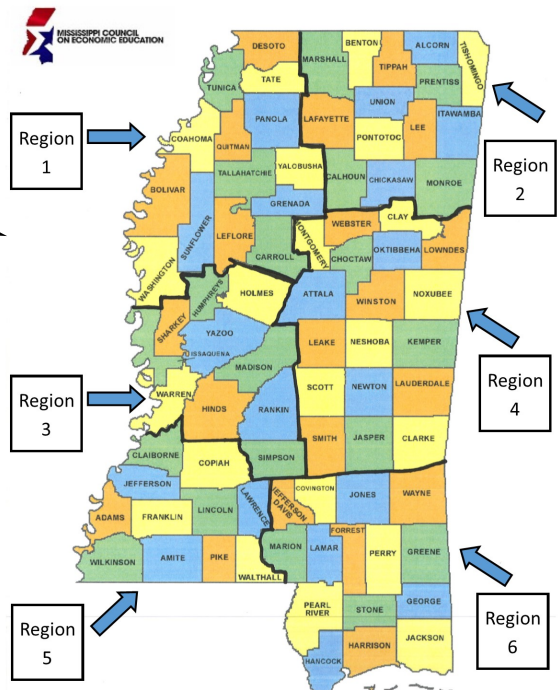 MISSISSIPPI COUNCIL
ON ECONOMIC EDUCATION
DESOTO
MARSHALL
BENTON
TIPPAH
ALCORN
TISHOMINGO
PRENTISS
TUNICA
TATE
UNION
ITAWAMBA
COAHOMA
QUITMAN
PANOLA
LAFAYETTE
PONTOTOC
LEE
Region
1
Region
2
BOLIVAR
TALLAHATCHIE
YALOBUSHA
CALHOUN
CHICKASAW
MONROE
SUNFLOWER
LEFLORE
GRENADA
WEBSTER
CLAY
WASHINGTON
CARROLL
MONTGOMERY
CHOCTAW
OKTIBBEHA
LOWNDES
HUMPHREYS
HOLMES
ATTALA
WINSTON
NOXUBEE
SHARKEY
YAZOO
ISSAQUENA
MADISON
LEAKE
NESHOBA
KEMPER
Region
3
Region
4
WARREN
HINDS
RANKIN
SCOTT
NEWTON
LAUDERDALE
SIMPSON
SMITH
JASPER
CLARKE
CLAIBORNE
COPIAH
JEFFERSON
LAWRENCE
JEFFERSON
DAVIS
COVINGTON
JONES
WAYNE
ADAMS
FRANKLIN
LINCOLN
WILKINSON
AMITE
PIKE
WALTHALL
MARION
LAMAR
FORREST
PERRY
GREENE
PEARL
RIVER
STONE
GEORGE
HANCOCK
HARRISON
JACKSON
Region
5
Region
6